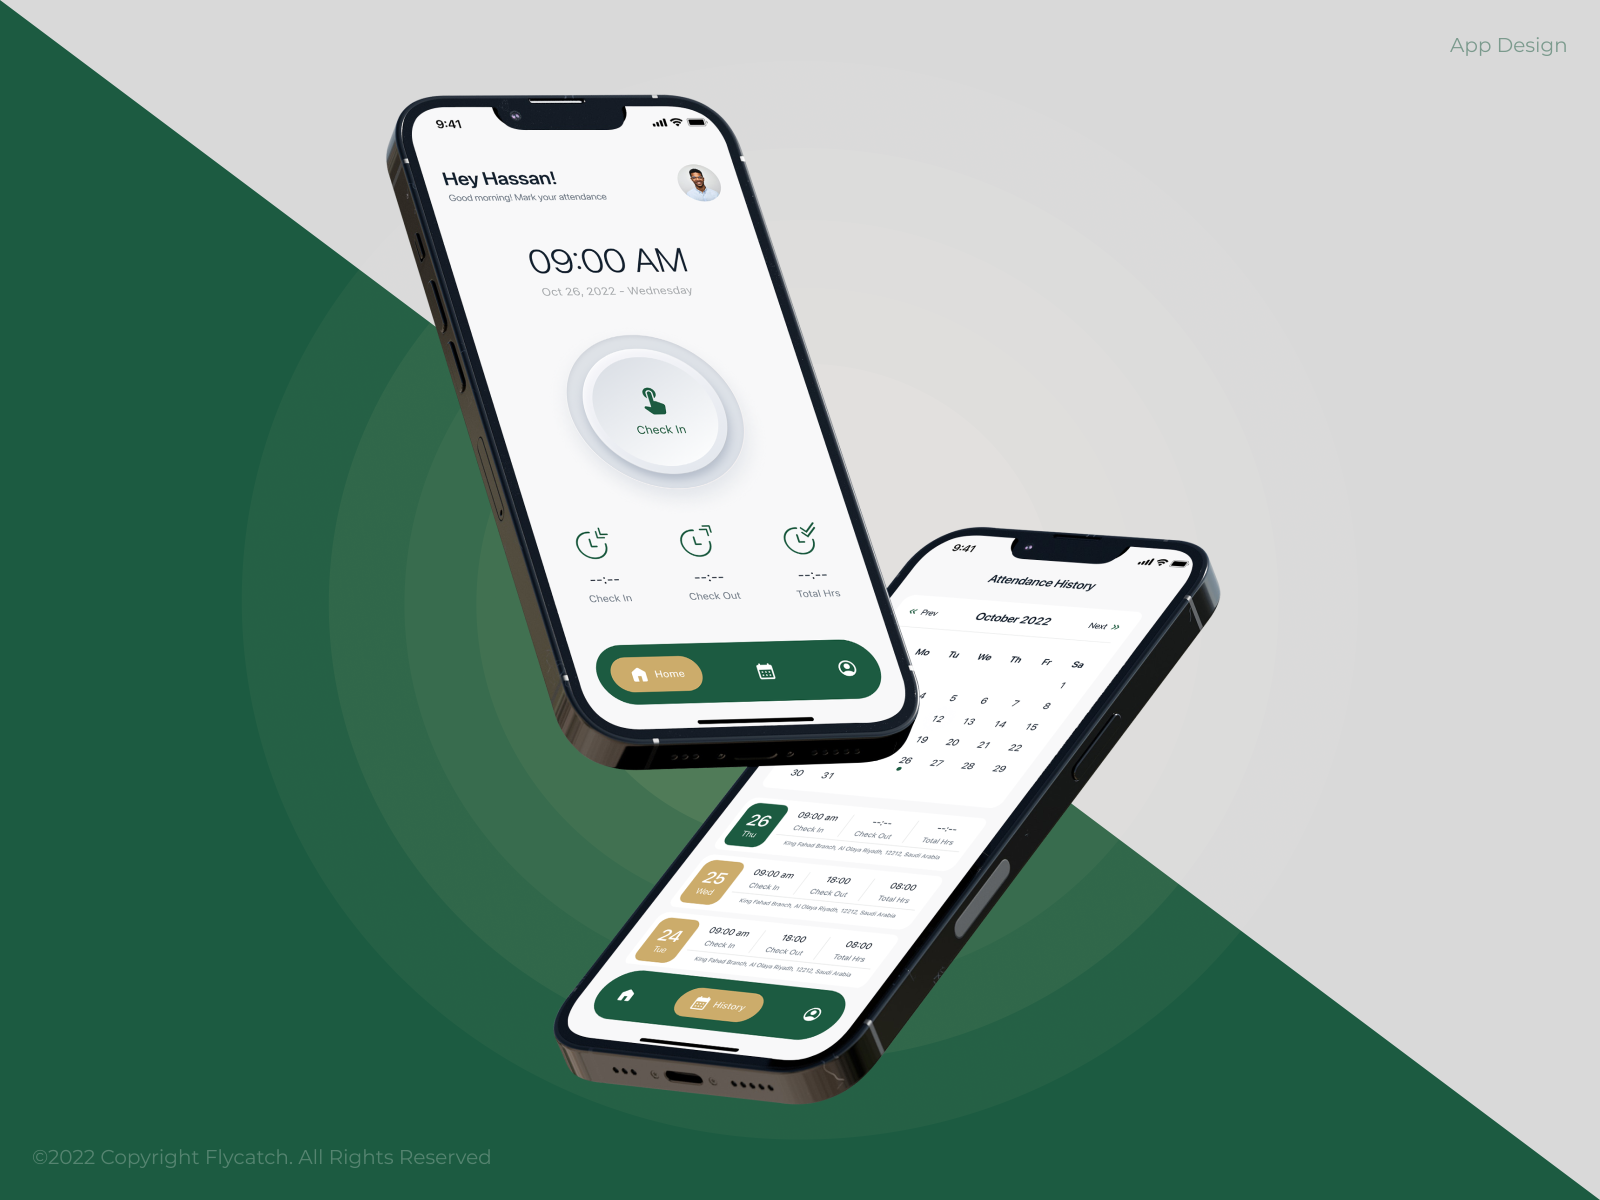 App Design
9:41
Hey Hassan!
Good morning! Mark your attendance
09:00 AM
Oct 26, 2022 - Wednesday
Check In
--:-- --:-- --:--
Check In Check Out Total Hrs
Home
9:41
Attendance History
« Prev October 2022 Next »
Mo Tu We Th Fr Sa
1
4 5 6 7 8
12 13 14 15
19 20 21 22
26 27 28 29
30 31
26 Thu
09:00 am --:-- --:--
Check In Check Out Total Hrs
King Fahad Branch, Al Olaya Riyadh, 12212, Saudi Arabia
25 Wed
09:00 am 18:00 08:00
Check In Check Out Total Hrs
King Fahad Branch, Al Olaya Riyadh, 12212, Saudi Arabia
24 Tue
09:00 am 18:00 08:00
Check In Check Out Total Hrs
King Fahad Branch, Al Olaya Riyadh, 12212, Saudi Arabia
History
©2022 Copyright Flycatch. All Rights Reserved